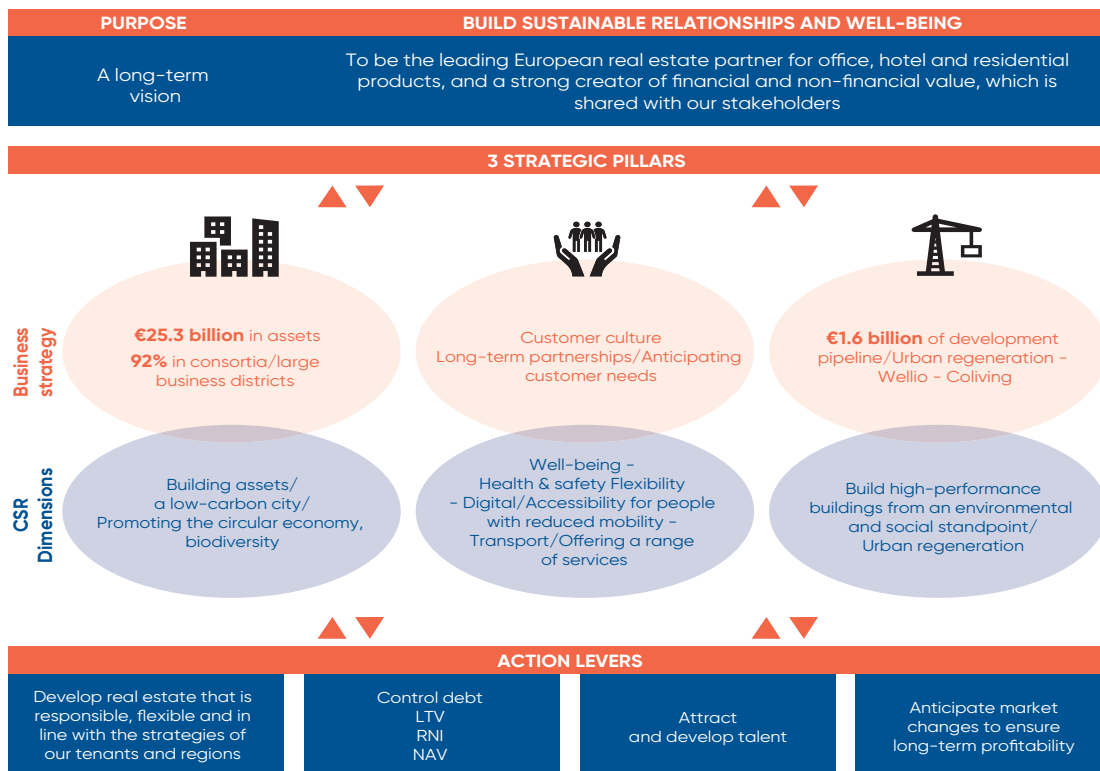 PURPOSE
BUILD SUSTAINABLE RELATIONSHIPS AND WELL-BEING
A long-term
vision
To be the leading European real estate partner for office, hotel and residential
products, and a strong creator of financial and non-financial value, which is
shared with our stakeholders
3 STRATEGIC PILLARS
Business
strategy
€25.3 billion in assets
92% in consortia/large
business districts
Customer culture
Long-term partnerships/Anticipating
customer needs
€1.6 billion of development
pipeline/Urban regeneration -
Wellio - Coliving
CSR
Dimensions
Building assets/
a low-carbon city/
Promoting the circular economy,
biodiversity
Well-being -
Health & safety Flexibility
- Digital/Accessibility for people
with reduced mobility -
Transport/Offering a range
of services
Build high-performance
buildings from an environmental
and social standpoint/
Urban regeneration
ACTION LEVERS
Develop real estate that is
responsible, flexible and in
line with the strategies of
our tenants and regions
Control debt
LTV
RNI
NAV
Attract
and develop talent
Anticipate market
changes to ensure
long-term profitability